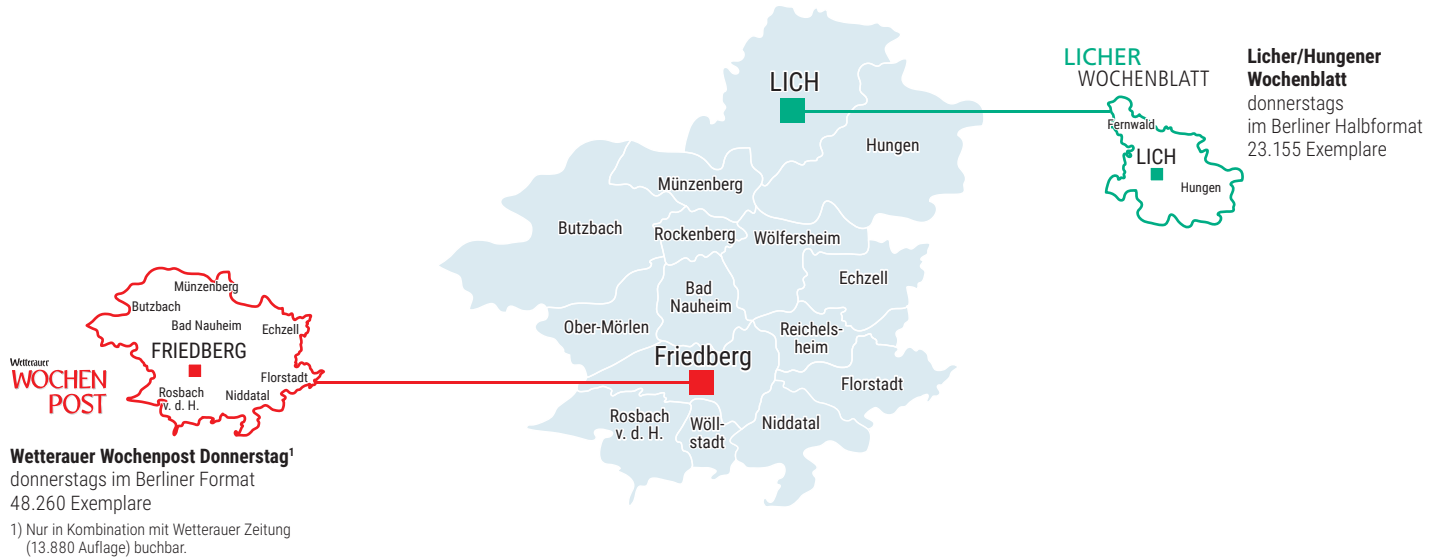 LICH
Hungen
Münzenberg
Butzbach
Rockenberg
Wölfersheim
Echzell
Bad
Nauheim
Ober-Mörlen
Reichels-
heim
Friedberg
Florstadt
Rosbach
v. d. H.
Wöll-
stadt
Niddatal
LICHER
WOCHENBLATT
Fernwald
LICH
Hungen
Licher/Hungener
Wochenblatt
donnerstags
im Berliner Halbformat
23.155 Exemplare
Münzenberg
Butzbach
Bad Nauheim
Echzell
FRIEDBERG
Florstadt
Rosbach
v. d. H.
Niddatal
Wetterauer
WOCHEN
POST
Wetterauer Wochenpost Donnerstag¹
donnerstags im Berliner Format
48.260 Exemplare
1) Nur in Kombination mit Wetterauer Zeitung
(13.880 Auflage) buchbar.